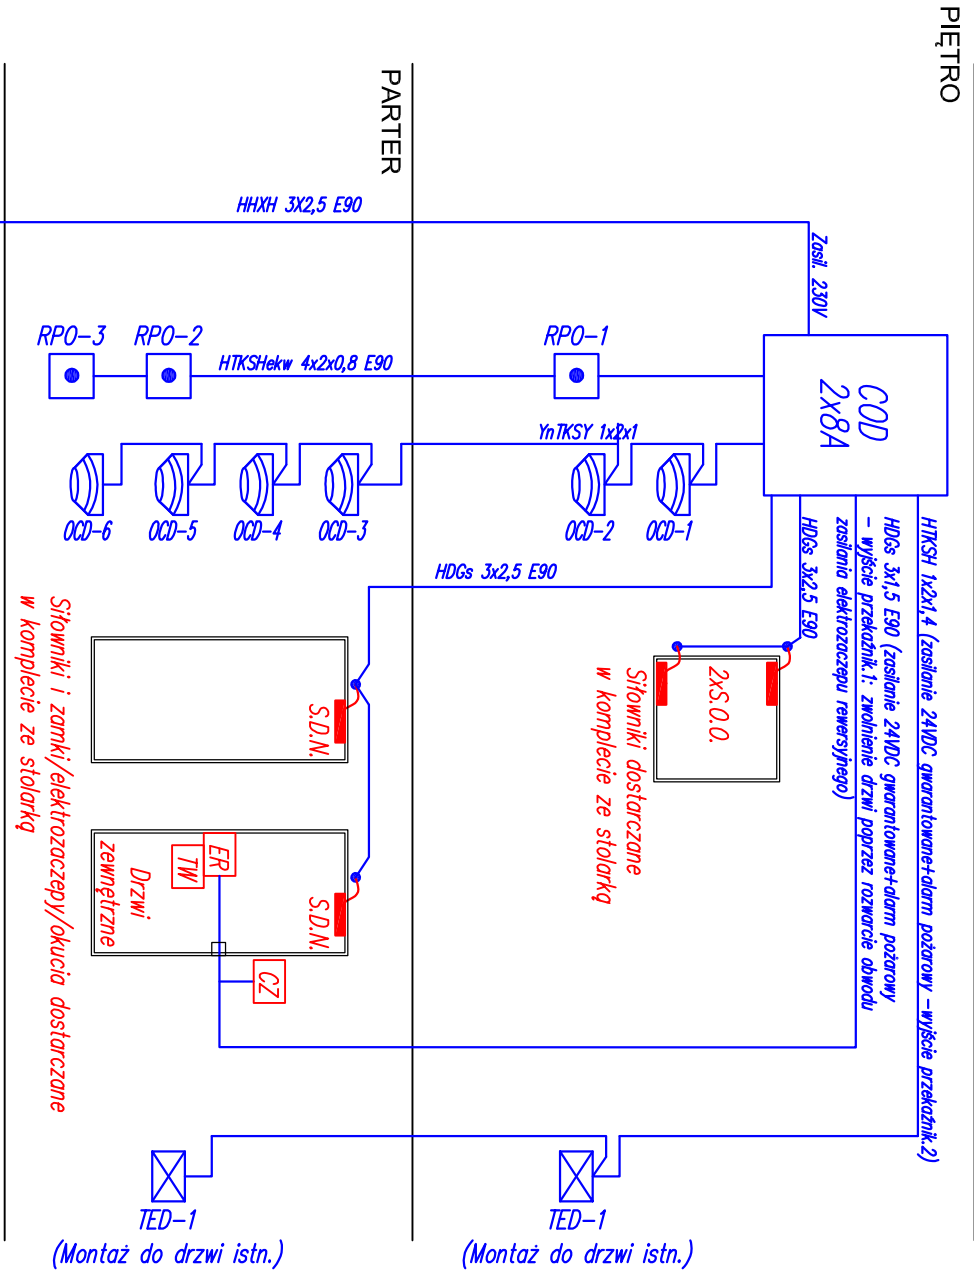 PIĘTRO
PARTER
HHXH 3X2,5 E90
Zasil. 230V
COD
2x8A
RPO-3
RPO-2
RPO-1
HTKSHekw 4x2x0,8 E90
YnTKSY 1x2x1
OCD-6
OCD-5
OCD-4
OCD-3
OCD-2
OCD-1
HTKSH 1x2x1,4 (zasilanie 24VDC gwarantowane+alarm pożarowy -wyjście przekaźnik.2)
HDGs 3x1,5 E90 (zasilanie 24VDC gwarantowane+alarm pożarowy
- wyjście przekaźnik.1: zwolnienie drzwi poprzez rozwarcie obwodu
zasilania elektrozaczepu rewersyjnego)
HDGs 3x2,5 E90
HDGs 3x2,5 E90
2xS.O.O.
Siłowniki dostarczane
w komplecie ze stolarką
S.D.N.
S.D.N.
ER
TW
Drzwi
zewnętrzne
CZ
Siłowniki i zamki/elektrozaczepy/okucia dostarczane
w komplecie ze stolarką
TED-1
(Montaż do drzwi istn.)
TED-1
(Montaż do drzwi istn.)